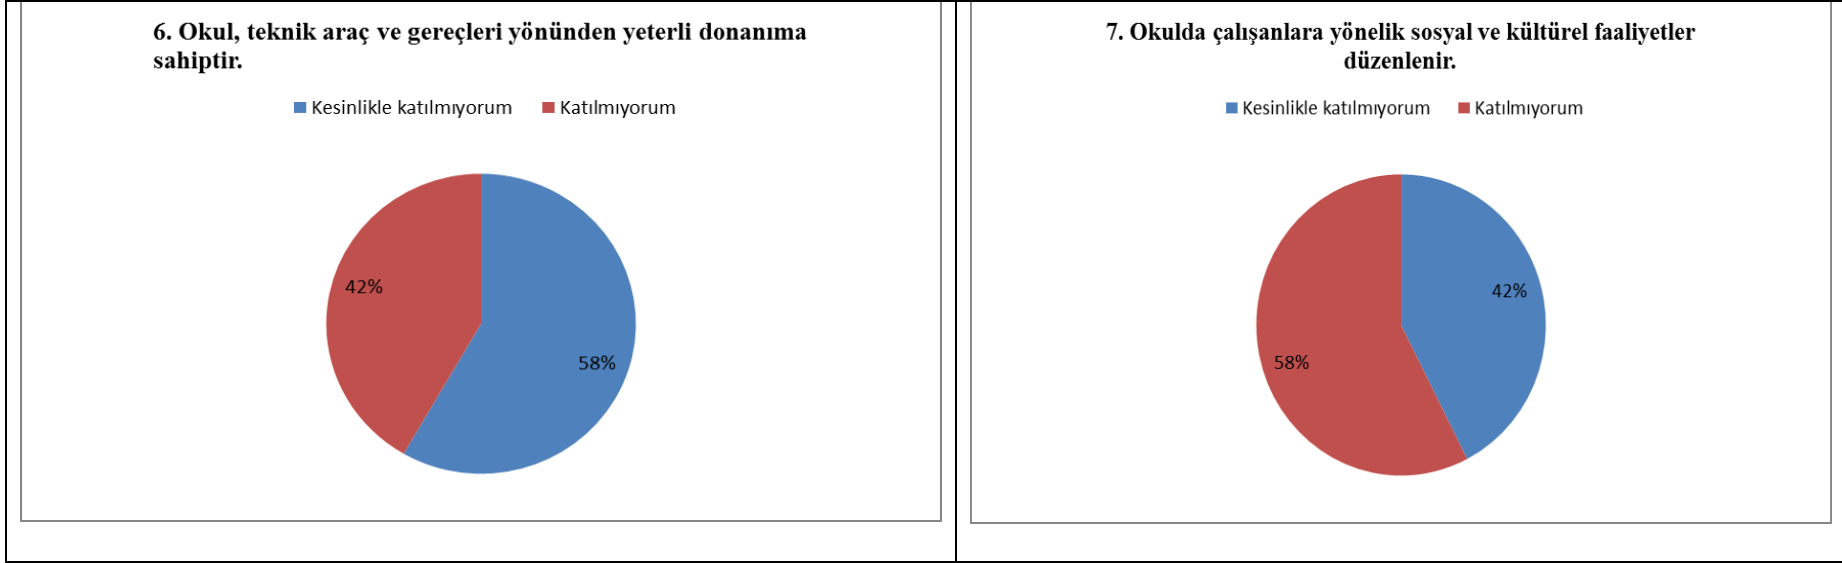 6. Okul, teknik araç ve gereçleri yönünden yeterli donanıma
sahiptir.
Kesinlikle katılmıyorum Katılmıyorum
42%
58%
7. Okulda çalışanlara yönelik sosyal ve kültürel faaliyetler
düzenlenir.
Kesinlikle katılmıyorum Katılmıyorum
42%
58%